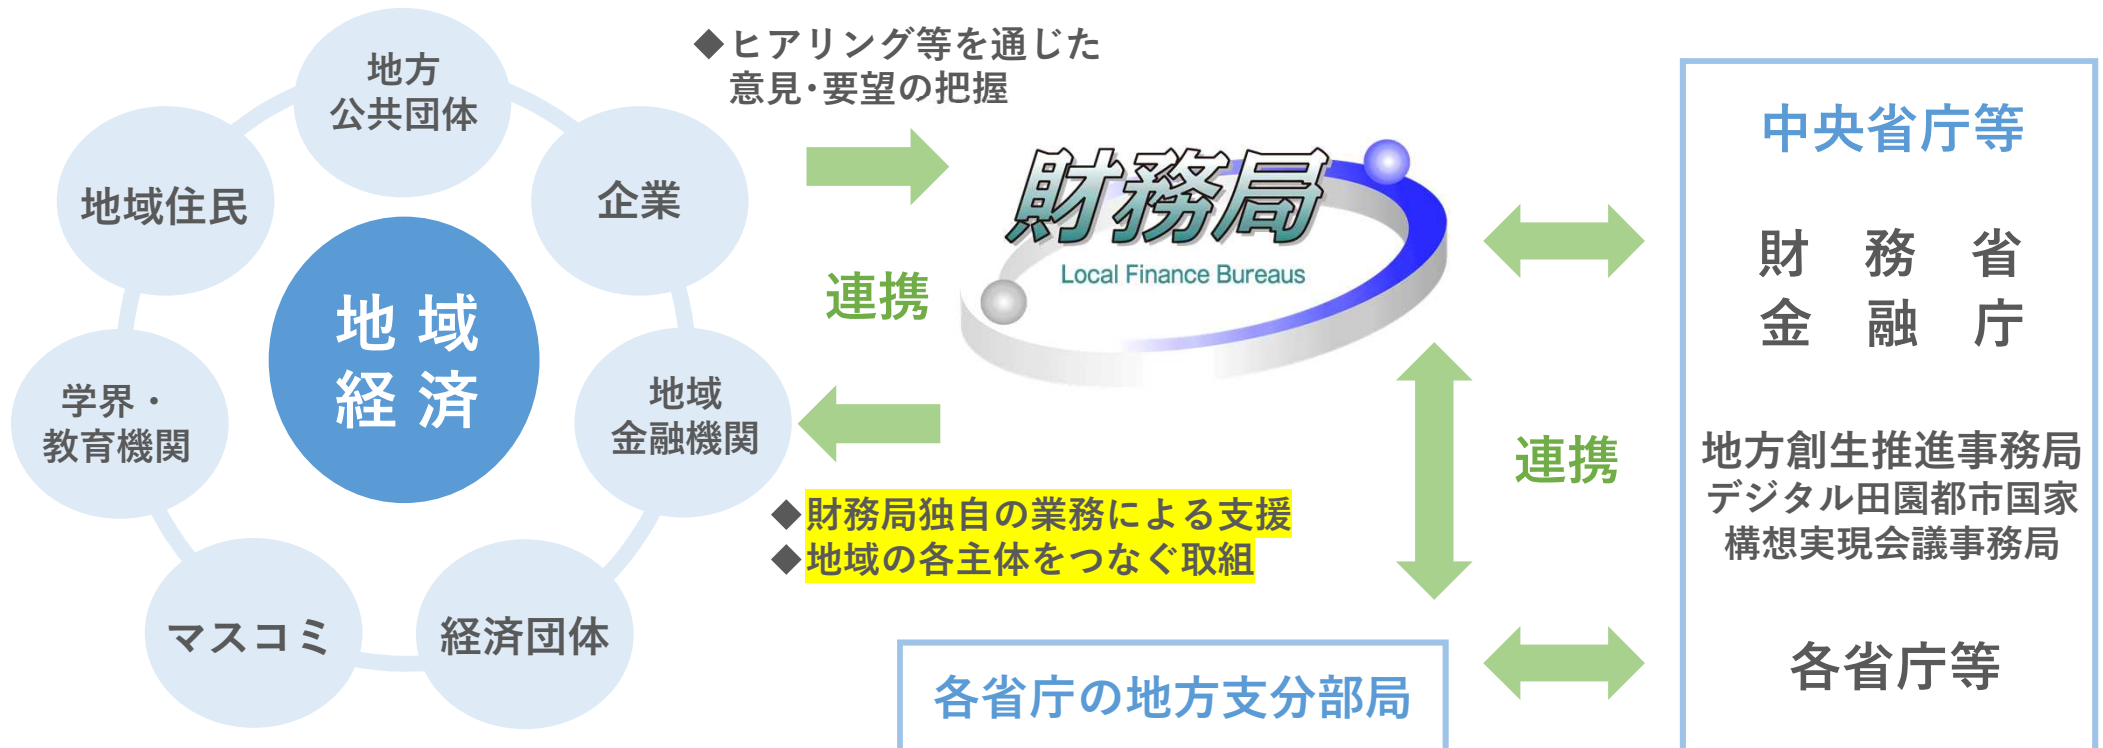 地方
公共団体
企業
地域
金融機関
経済団体
マスコミ
学界・
教育機関
地域住民
地 域
経 済
◆ヒアリング等を通じた
意見・要望の把握
連携
財務局
Local Finance Bureaus
◆財務局独自の業務による支援
◆地域の各主体をつなぐ取組
連携
各省庁の地方支分部局
中央省庁等
財 務 省
金 融 庁
地方創生推進事務局
デジタル田園都市国家
構想実現会議事務局
各省庁等